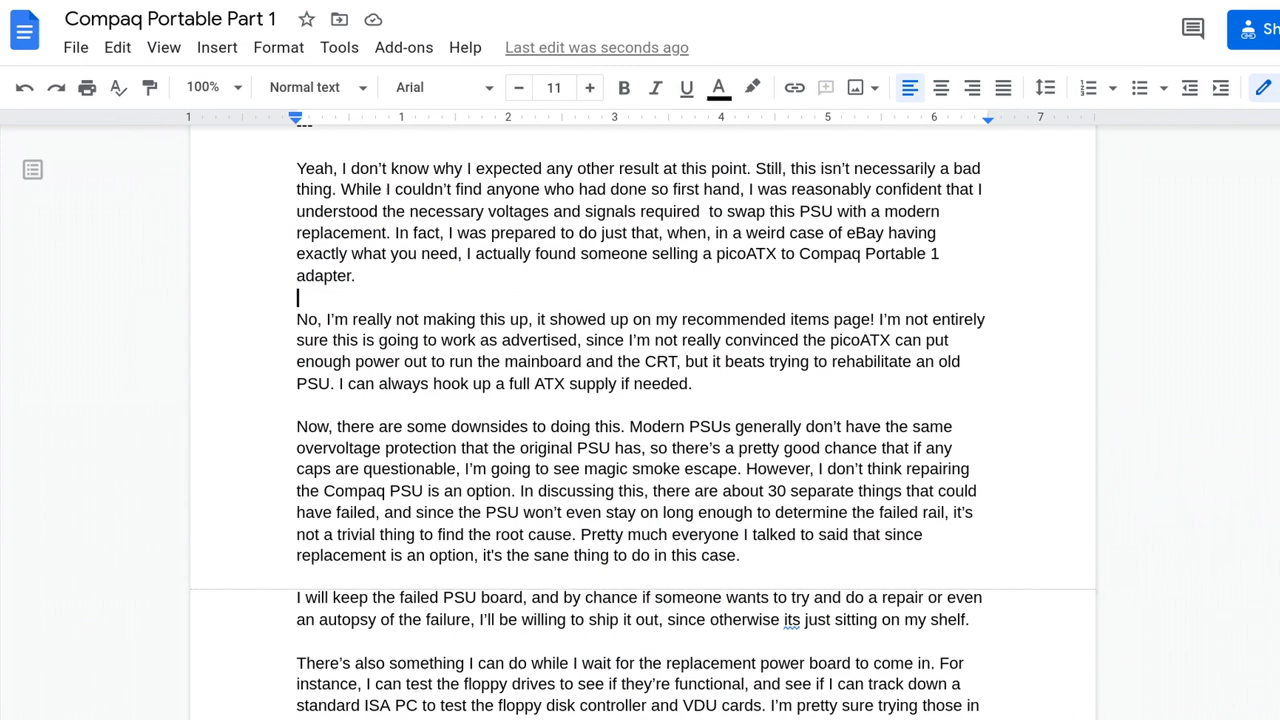 Compaq Portable Part 1
File Edit View Insert Format Tools Add-ons Help Last edit was seconds ago
100% Normal text Arial 11 B I U A
1 1 2 3 4 5 6 7
Yeah, I don’t know why I expected any other result at this point. Still, this isn’t necessarily a bad
thing. While I couldn’t find anyone who had done so first hand, I was reasonably confident that I
understood the necessary voltages and signals required  to swap this PSU with a modern
replacement. In fact, I was prepared to do just that, when, in a weird case of eBay having
exactly what you need, I actually found someone selling a picoATX to Compaq Portable 1
adapter.
No, I’m really not making this up, it showed up on my recommended items page! I’m not entirely
sure this is going to work as advertised, since I’m not really convinced the picoATX can put
enough power out to run the mainboard and the CRT, but it beats trying to rehabilitate an old
PSU. I can always hook up a full ATX supply if needed.
Now, there are some downsides to doing this. Modern PSUs generally don’t have the same
overvoltage protection that the original PSU has, so there’s a pretty good chance that if any
caps are questionable, I’m going to see magic smoke escape. However, I don’t think repairing
the Compaq PSU is an option. In discussing this, there are about 30 separate things that could
have failed, and since the PSU won’t even stay on long enough to determine the failed rail, it’s
not a trivial thing to find the root cause. Pretty much everyone I talked to said that since
replacement is an option, it's the sane thing to do in this case.
I will keep the failed PSU board, and by chance if someone wants to try and do a repair or even
an autopsy of the failure, I’ll be willing to ship it out, since otherwise its just sitting on my shelf.
There’s also something I can do while I wait for the replacement power board to come in. For
instance, I can test the floppy drives to see if they’re functional, and see if I can track down a
standard ISA PC to test the floppy disk controller and VDU cards. I’m pretty sure trying those in